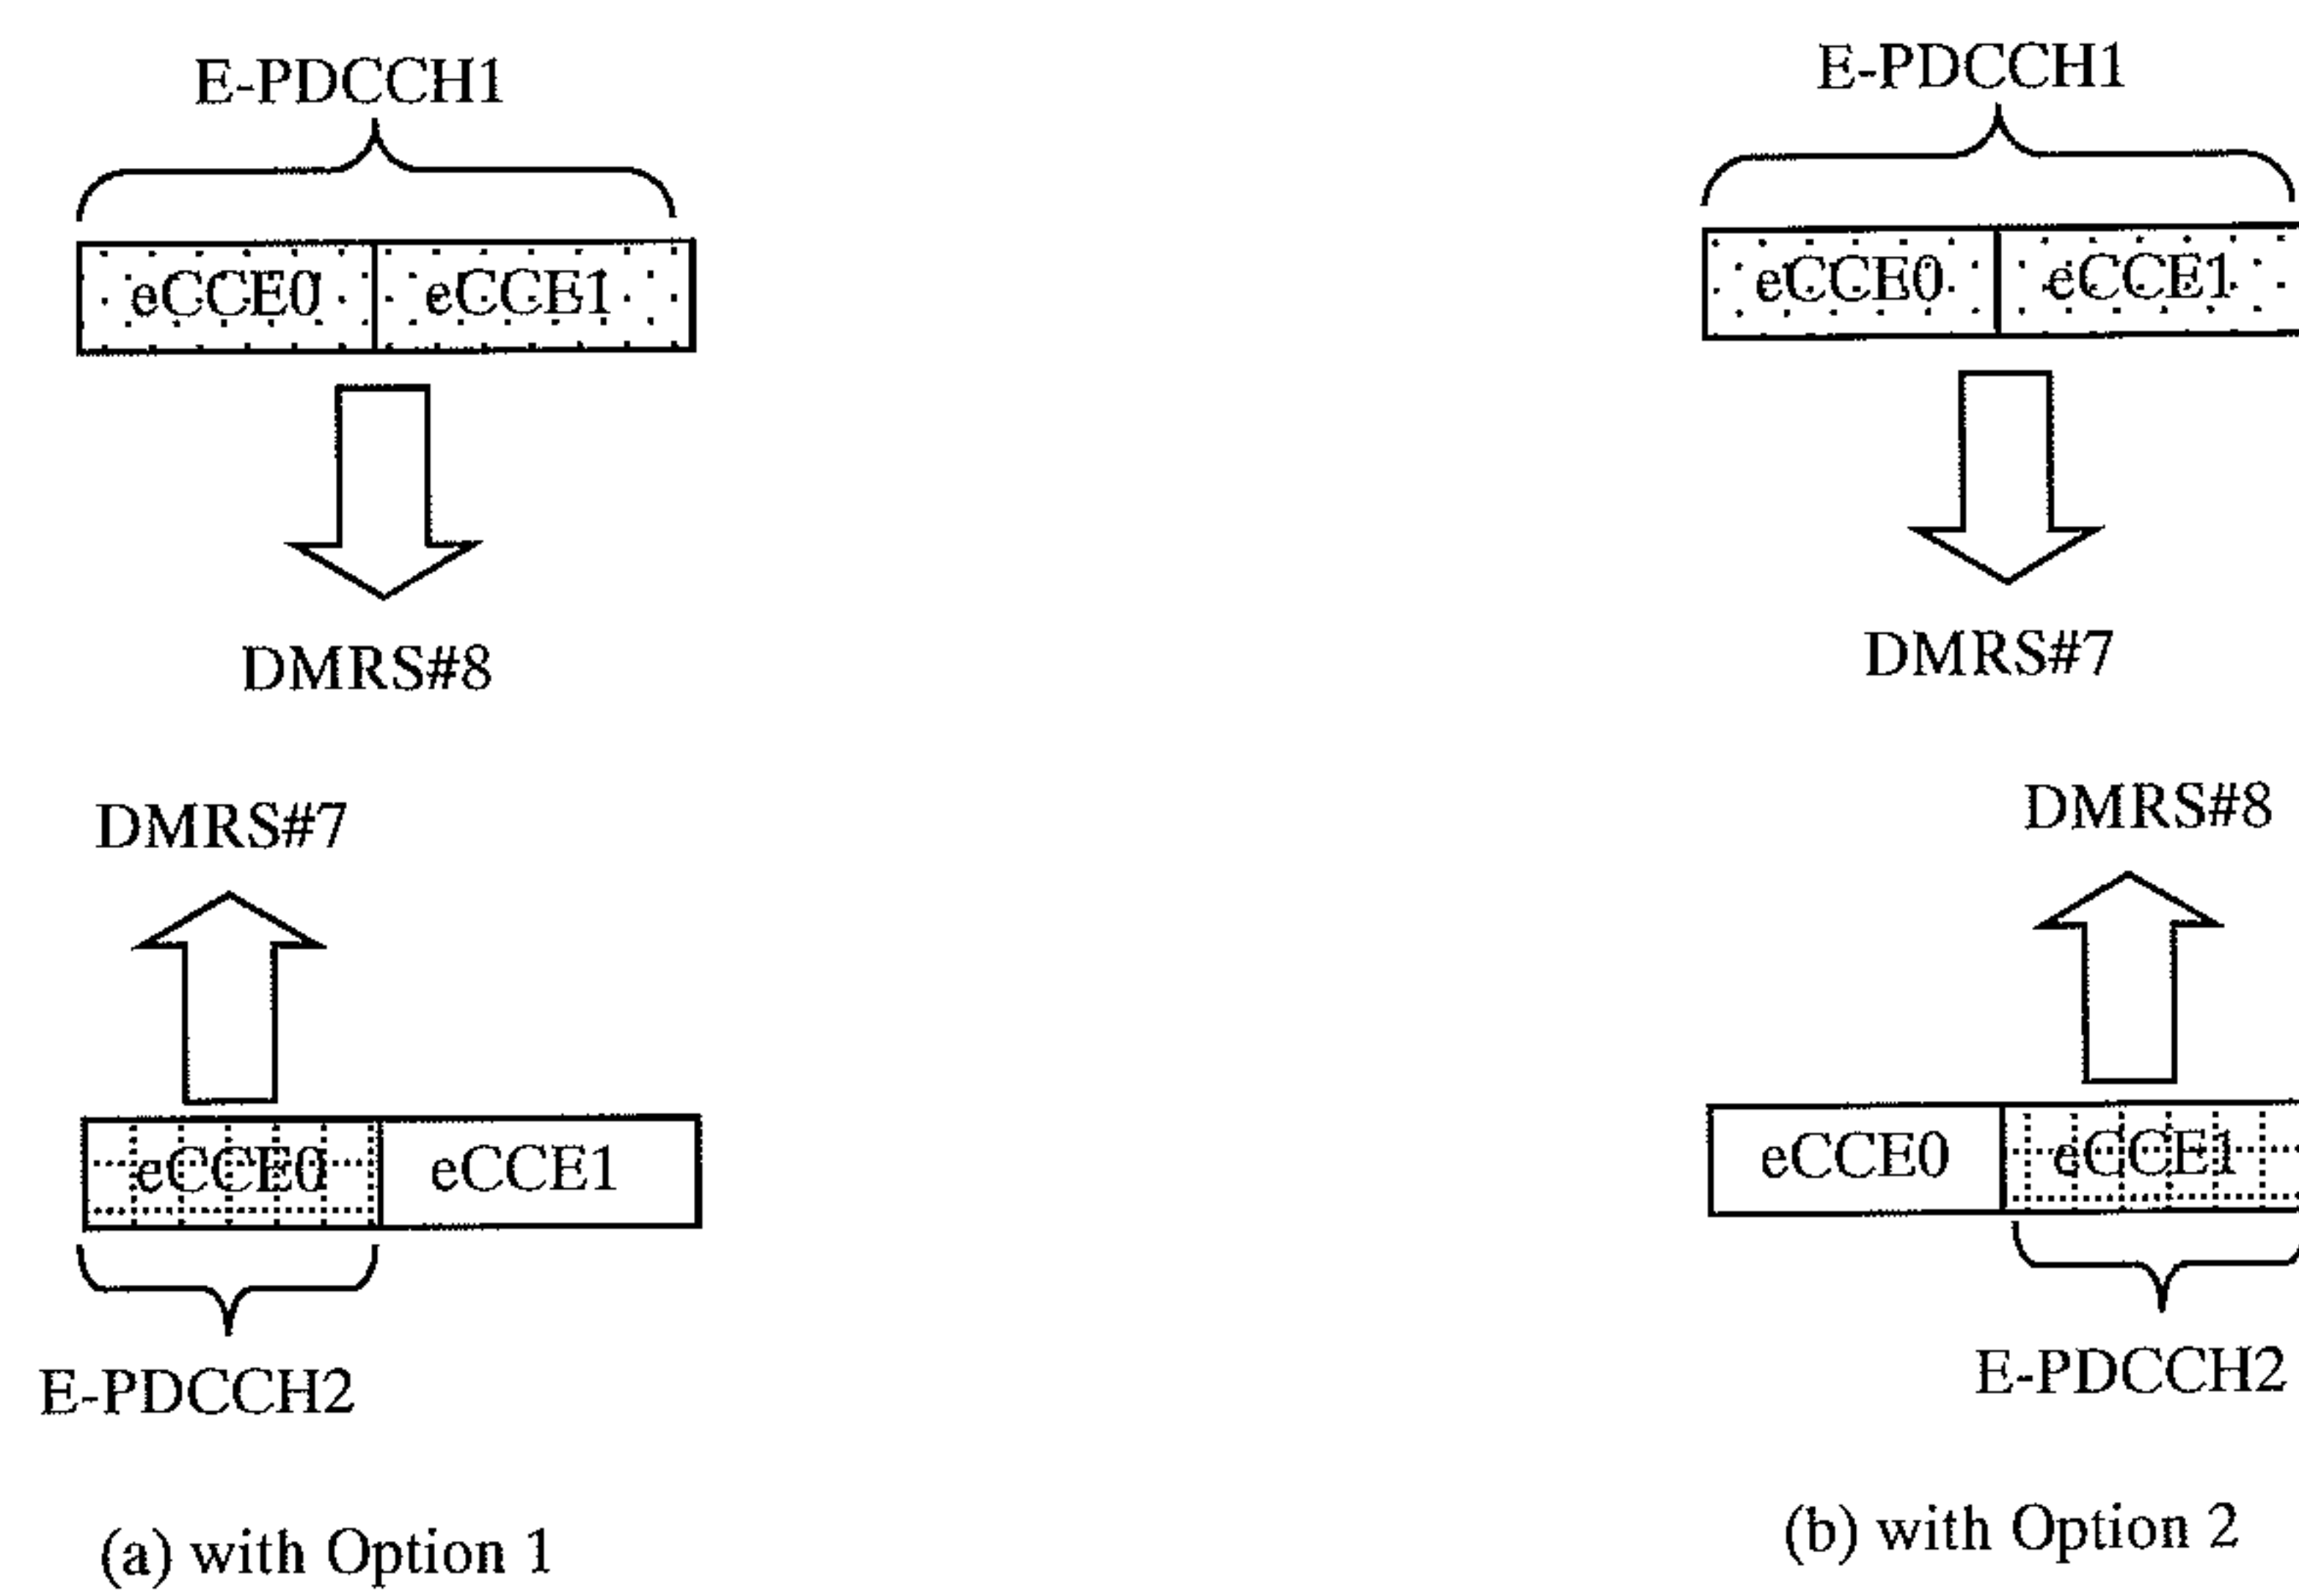 E-PDCCH1
eCCE0 eCCE1
DMRS#8
DMRS#7
eCCE0 eCCE1
E-PDCCH2
(a) with Option 1
E-PDCCH1
eCCE0 eCCE1
DMRS#7
DMRS#8
eCCE0 eCCE1
E-PDCCH2
(b) with Option 2